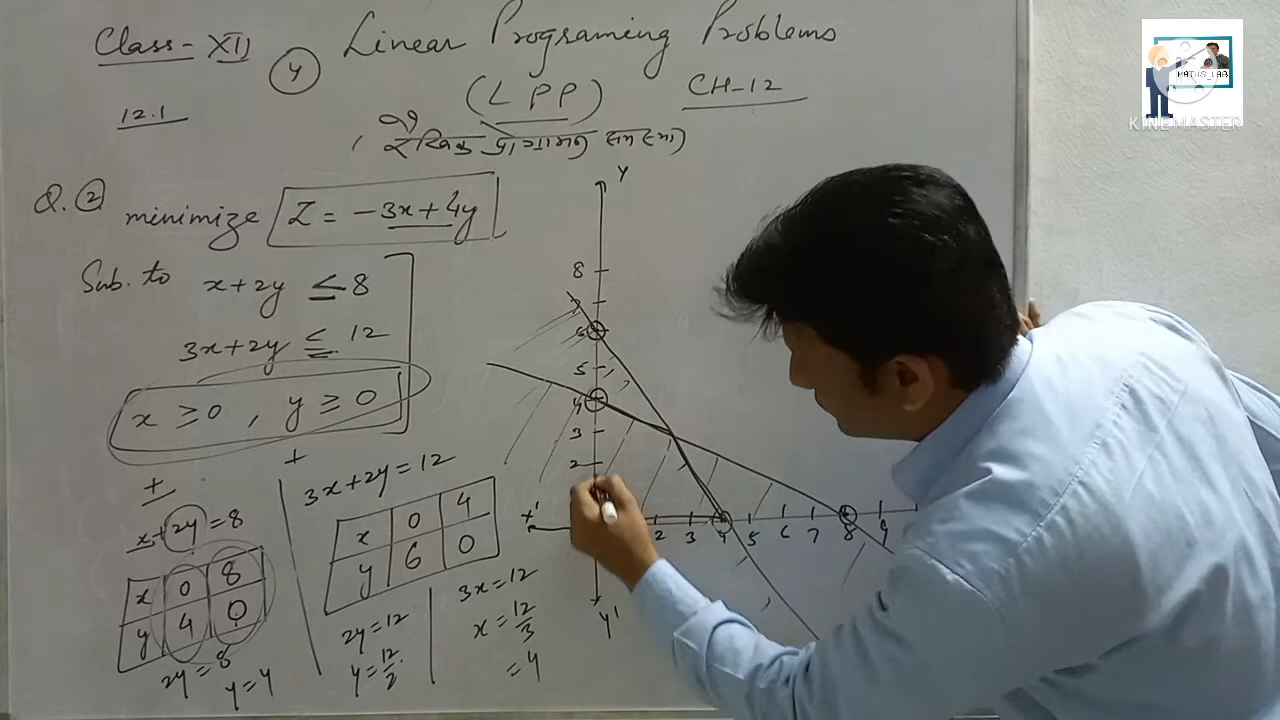 Class-XII
4
Linear Programing Problems
(LPP)
CH-12
12.1
Q. 2
minimize Z = -3x+4y
Sub. to x+2y ≤ 8
3x+2y ≤ 12
x ≥ 0, y ≥ 0
+
+
x+2y=8
x 0 8
y 4 0
2y=8
y=4
3x+2y=12
x 0 4
y 6 0
2y=12
y=12/2
3x=12
x=12/3
=4
Y
8
7
6
5
4
3
2
x'
2 3 4 5 6 7 8 9
y'
MATHS_LAB
KINEMASTER